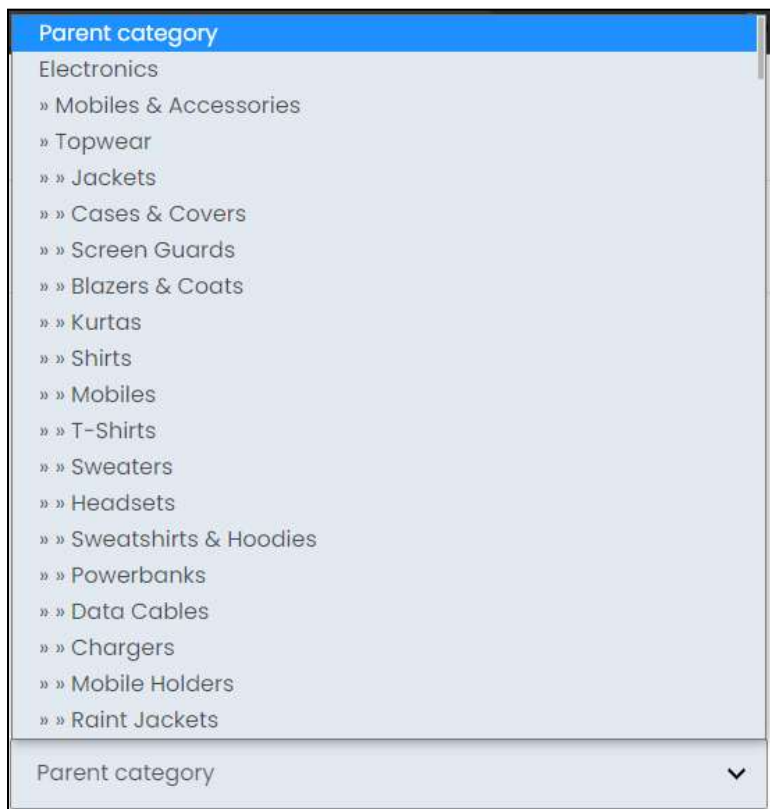 Parent category
Electronics
» Mobiles & Accessories
» Topwear
» » Jackets
» » Cases & Covers
» » Screen Guards
» » Blazers & Coats
» » Kurtas
» » Shirts
» » Mobiles
» » T-Shirts
» » Sweaters
» » Headsets
» » Sweatshirts & Hoodies
» » Powerbanks
» » Data Cables
» » Chargers
» » Mobile Holders
» » Raint Jackets
Parent category